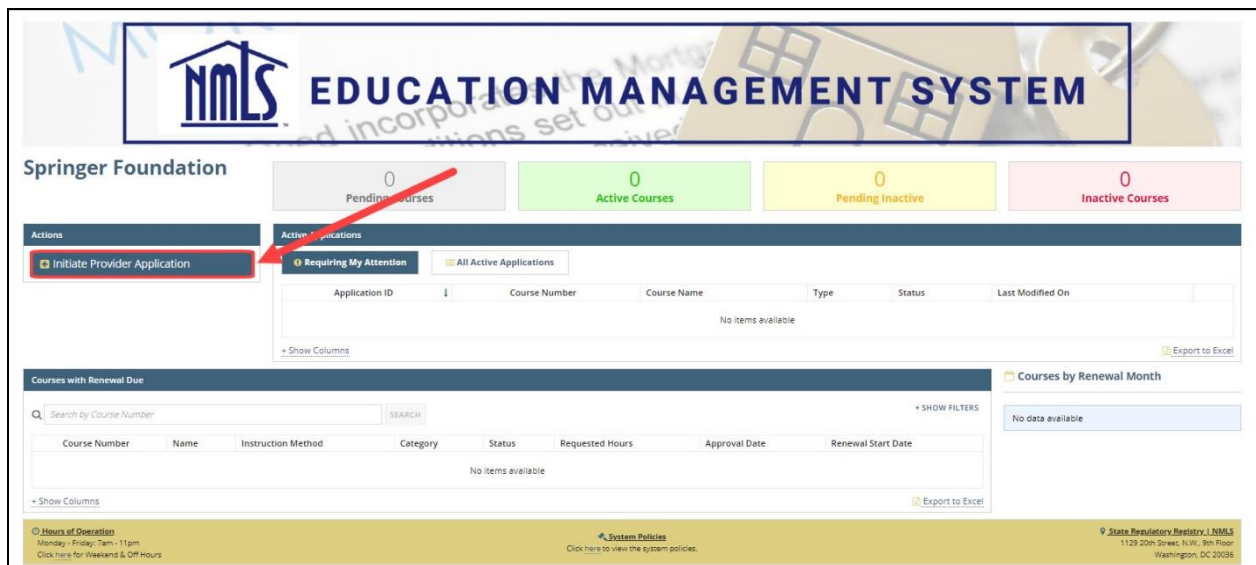 NMLS EDUCATION MANAGEMENT SYSTEM
Springer Foundation
0
Pending Courses
0
Active Courses
0
Pending Inactive
0
Inactive Courses
Actions
Initiate Provider Application
Active Applications
Requiring My Attention
All Active Applications
Application ID Course Number Course Name Type Status Last Modified On
No items available
+ Show Columns
Export to Excel
Courses with Renewal Due
Search by Course Number
SEARCH
+ SHOW FILTERS
Course Number Name Instruction Method Category Status Requested Hours Approval Date Renewal Start Date
No items available
+ Show Columns
Export to Excel
Courses by Renewal Month
No data available
Hours of Operation
Monday - Friday: 7am - 11pm
Click here for Weekend & Off Hours
System Policies
Click here to view the system policies.
State Regulatory Registry | NMLS
1129 20th Street, N.W., 9th Floor
Washington, DC 20036